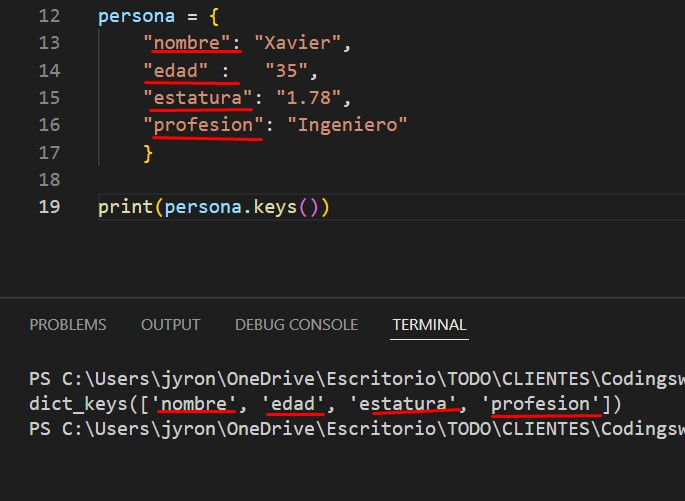 12 persona = {
13 "nombre": "Xavier",
14 "edad" : "35",
15 "estatura": "1.78",
16 "profesion": "Ingeniero"
17 }
18
19 print(persona.keys())
PROBLEMS OUTPUT DEBUG CONSOLE TERMINAL
PS C:\Users\jyron\OneDrive\Escritorio\TODO\CLIENTES\Codingsw
dict_keys(['nombre', 'edad', 'estatura', 'profesion'])
PS C:\Users\jyron\OneDrive\Escritorio\TODO\CLIENTES\Codingsw